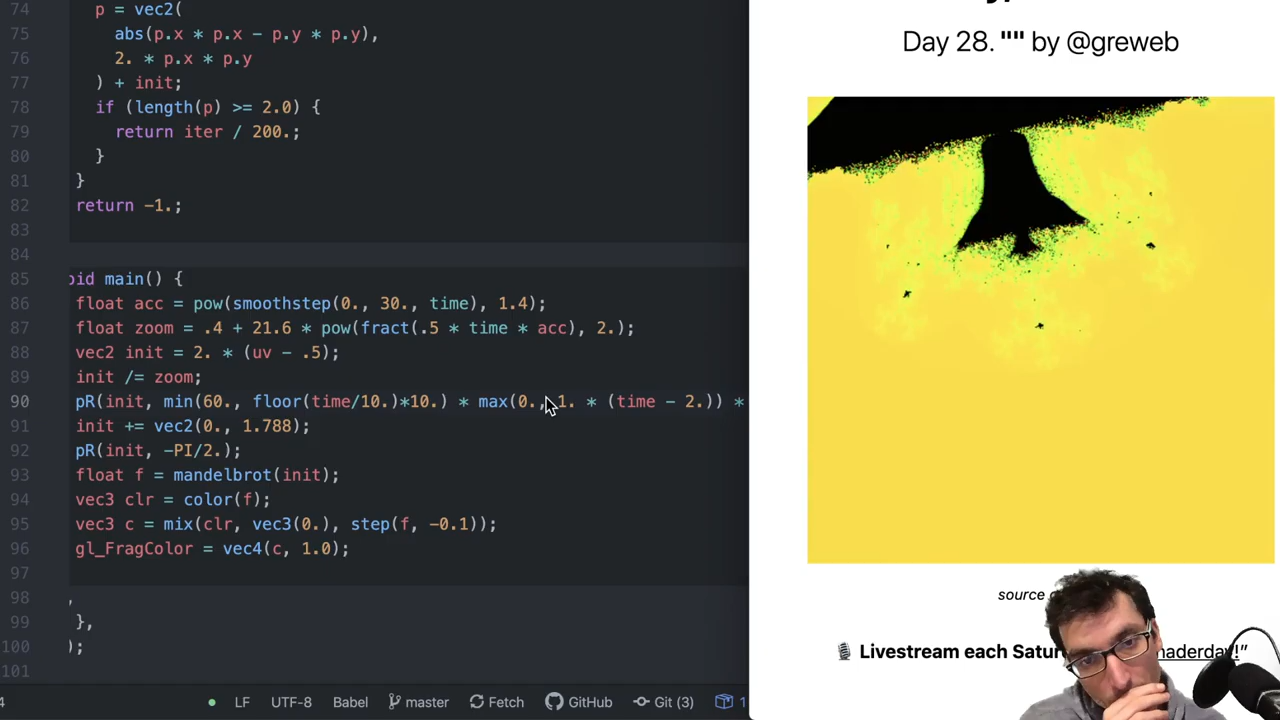 74 p = vec2(
75 abs(p.x * p.x - p.y * p.y),
76 2. * p.x * p.y
77 ) + init;
78 if (length(p) >= 2.0) {
79 return iter / 200.;
80 }
81 }
82 return -1.;
83
84
85 oid main() {
86 float acc = pow(smoothstep(0., 30., time), 1.4);
87 float zoom = .4 + 21.6 * pow(fract(.5 * time * acc), 2.);
88 vec2 init = 2. * (uv - .5);
89 init /= zoom;
90 pR(init, min(60., floor(time/10.)*10.) * max(0., 1. * (time - 2.)) *
91 init += vec2(0., 1.788);
92 pR(init, -PI/2.);
93 float f = mandelbrot(init);
94 vec3 clr = color(f);
95 vec3 c = mix(clr, vec3(0.), step(f, -0.1));
96 gl_FragColor = vec4(c, 1.0);
97
98 ,
99 },
100 );
101
4 LF UTF-8 Babel master Fetch GitHub Git (3) 1
Day 28. "" by @greweb
source
🎙 Livestream each Satur haderday!”